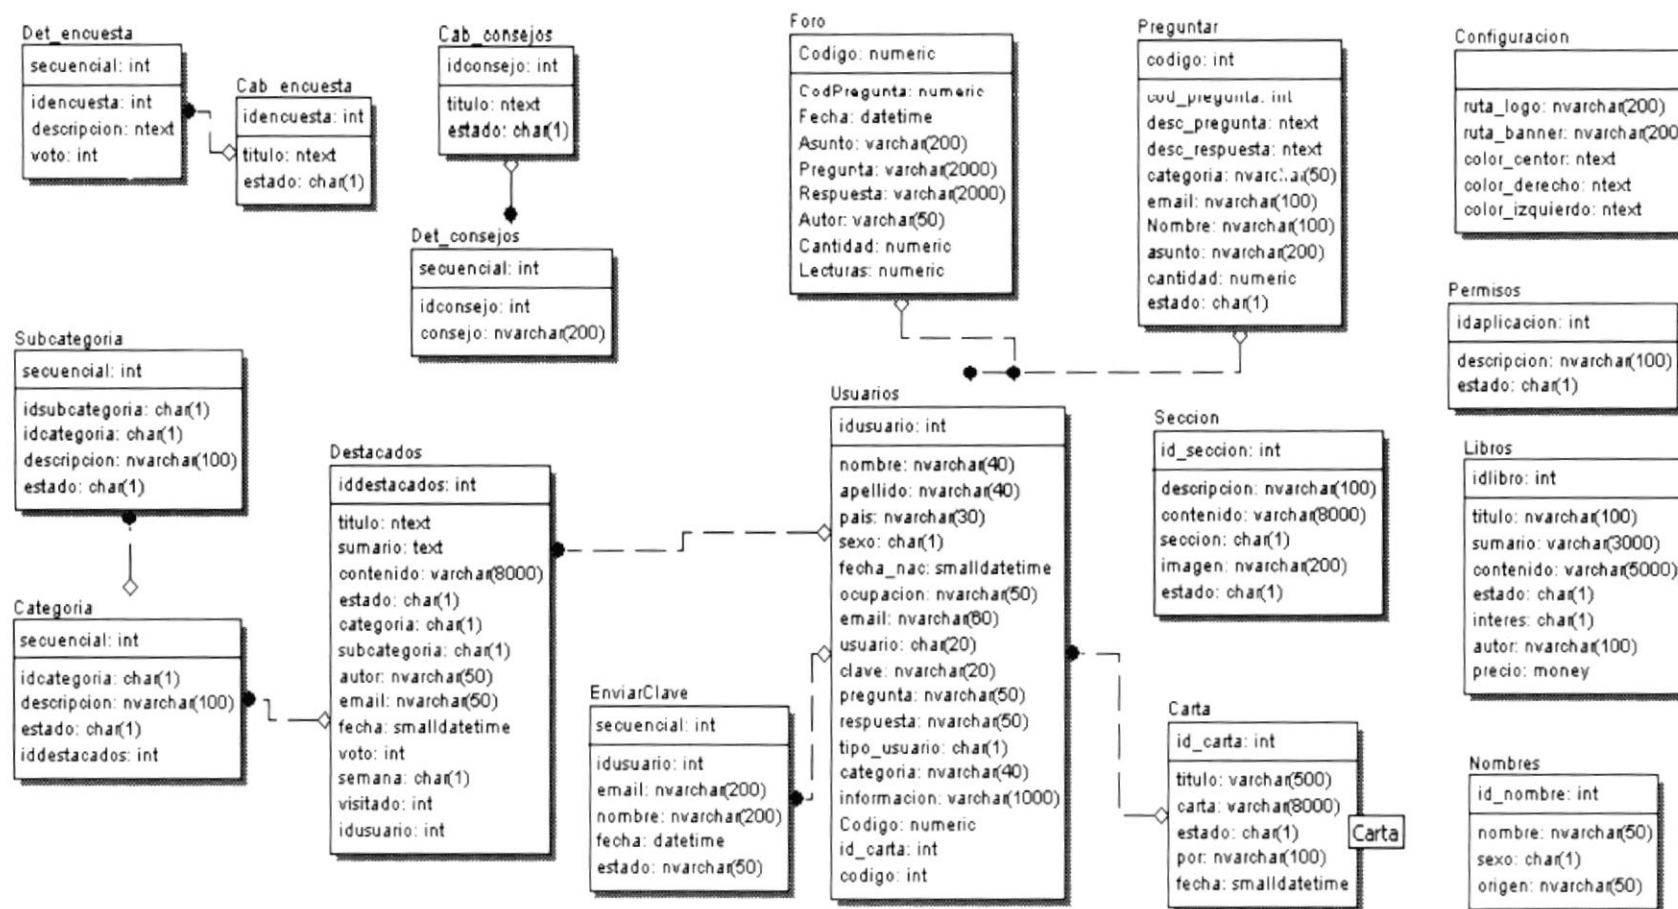 Det_encuesta
secuencial: int
idencuesta: int
descripcion: ntext
voto: int
Cab encuesta
idencuesta: int
titulo: ntext
estado: char(1)
Cab_consejos
idconsejo: int
titulo: ntext
estado: char(1)
Det_consejos
secuencial: int
idconsejo: int
consejo: nvarchar(200)
Foro
Codigo: numeric
CodPregunta: numeric
Fecha: datetime
Asunto: varchar(200)
Pregunta: varchar(2000)
Respuesta: varchar(2000)
Autor: varchar(50)
Cantidad: numeric
Lecturas: numeric
Preguntar
codigo: int
cod_pregunta: int
desc_pregunta: ntext
desc_respuesta: ntext
categoria: nvarchar(50)
email: nvarchar(100)
Nombre: nvarchar(100)
asunto: nvarchar(200)
cantidad: numeric
estado: char(1)
Configuracion
ruta_logo: nvarchar(200)
ruta_banner: nvarchar(200
color_centor: ntext
color_derecho: ntext
color_izquierdo: ntext
Permisos
idaplicacion: int
descripcion: nvarchar(100)
estado: char(1)
Subcategoria
secuencial: int
idsubcategoria: char(1)
idcategoria: char(1)
descripcion: nvarchar(100)
estado: char(1)
Categoria
secuencial: int
idcategoria: char(1)
descripcion: nvarchar(100)
estado: char(1)
iddestacados: int
Destacados
iddestacados: int
titulo: ntext
sumario: text
contenido: varchar(8000)
estado: char(1)
categoria: char(1)
subcategoria: char(1)
autor: nvarchar(50)
email: nvarchar(50)
fecha: smalldatetime
voto: int
semana: char(1)
visitado: int
idusuario: int
EnviarClave
secuencial: int
idusuario: int
email: nvarchar(200)
nombre: nvarchar(200)
fecha: datetime
estado: nvarchar(50)
Usuarios
idusuario: int
nombre: nvarchar(40)
apellido: nvarchar(40)
pais: nvarchar(30)
sexo: char(1)
fecha_nac: smalldatetime
ocupacion: nvarchar(50)
email: nvarchar(60)
usuario: char(20)
clave: nvarchar(20)
pregunta: nvarchar(50)
respuesta: nvarchar(50)
tipo_usuario: char(1)
categoria: nvarchar(40)
informacion: varchar(1000)
Codigo: numeric
id_carta: int
codigo: int
Seccion
id_seccion: int
descripcion: nvarchar(100)
contenido: varchar(8000)
seccion: char(1)
imagen: nvarchar(200)
estado: char(1)
Carta
id_carta: int
titulo: varchar(500)
carta: varchar(8000)
estado: char(1)
por: nvarchar(100)
fecha: smalldatetime
Carta
Libros
idlibro: int
titulo: nvarchar(100)
sumario: varchar(3000)
contenido: varchar(5000)
estado: char(1)
interes: char(1)
autor: nvarchar(100)
precio: money
Nombres
id_nombre: int
nombre: nvarchar(50)
sexo: char(1)
origen: nvarchar(50)